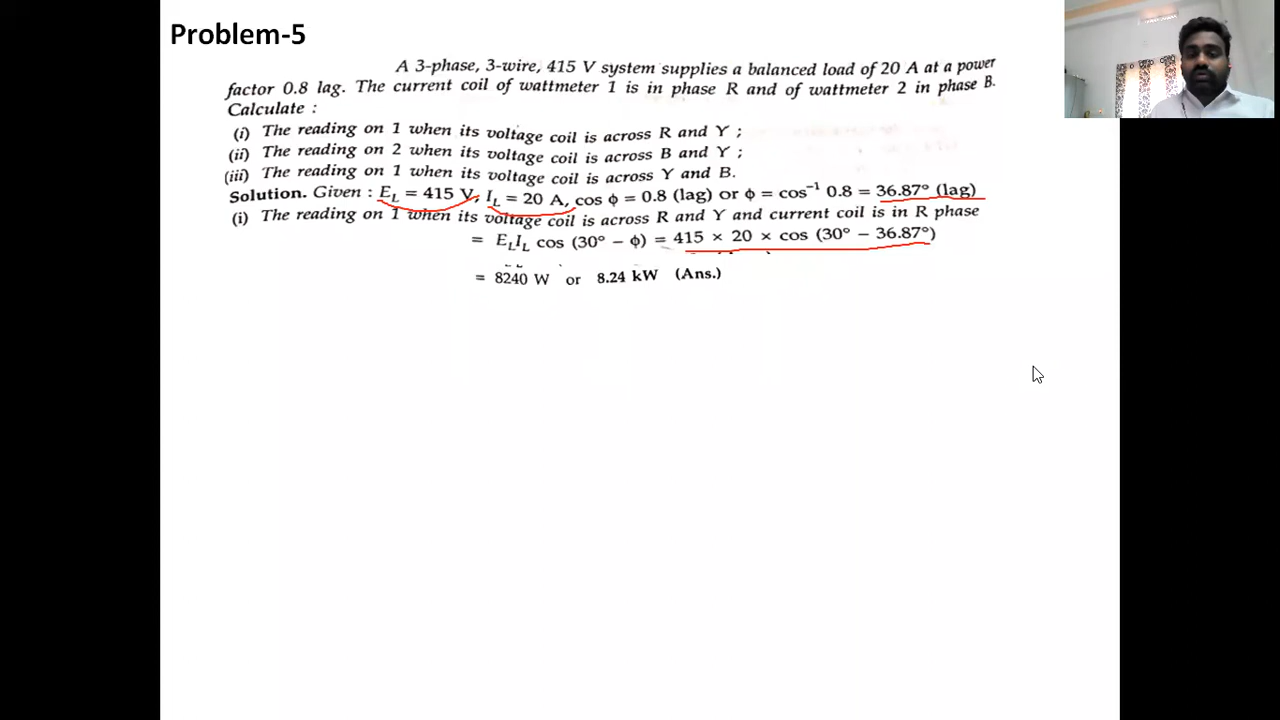 Problem-5
A 3-phase, 3-wire, 415 V system supplies a balanced load of 20 A at a power
factor 0.8 lag. The current coil of wattmeter 1 is in phase R and of wattmeter 2 in phase B.
Calculate :
(i) The reading on 1 when its voltage coil is across R and Y ;
(ii) The reading on 2 when its voltage coil is across B and Y ;
(iii) The reading on 1 when its voltage coil is across Y and B.
Solution. Given : E_L = 415 V, I_L = 20 A, cos ϕ = 0.8 (lag) or ϕ = cos⁻¹ 0.8 = 36.87° (lag)
(i) The reading on 1 when its voltage coil is across R and Y and current coil is in R phase
= E_L I_L cos (30° − ϕ) = 415 × 20 × cos (30° − 36.87°)
= 8240 W or 8.24 kW (Ans.)